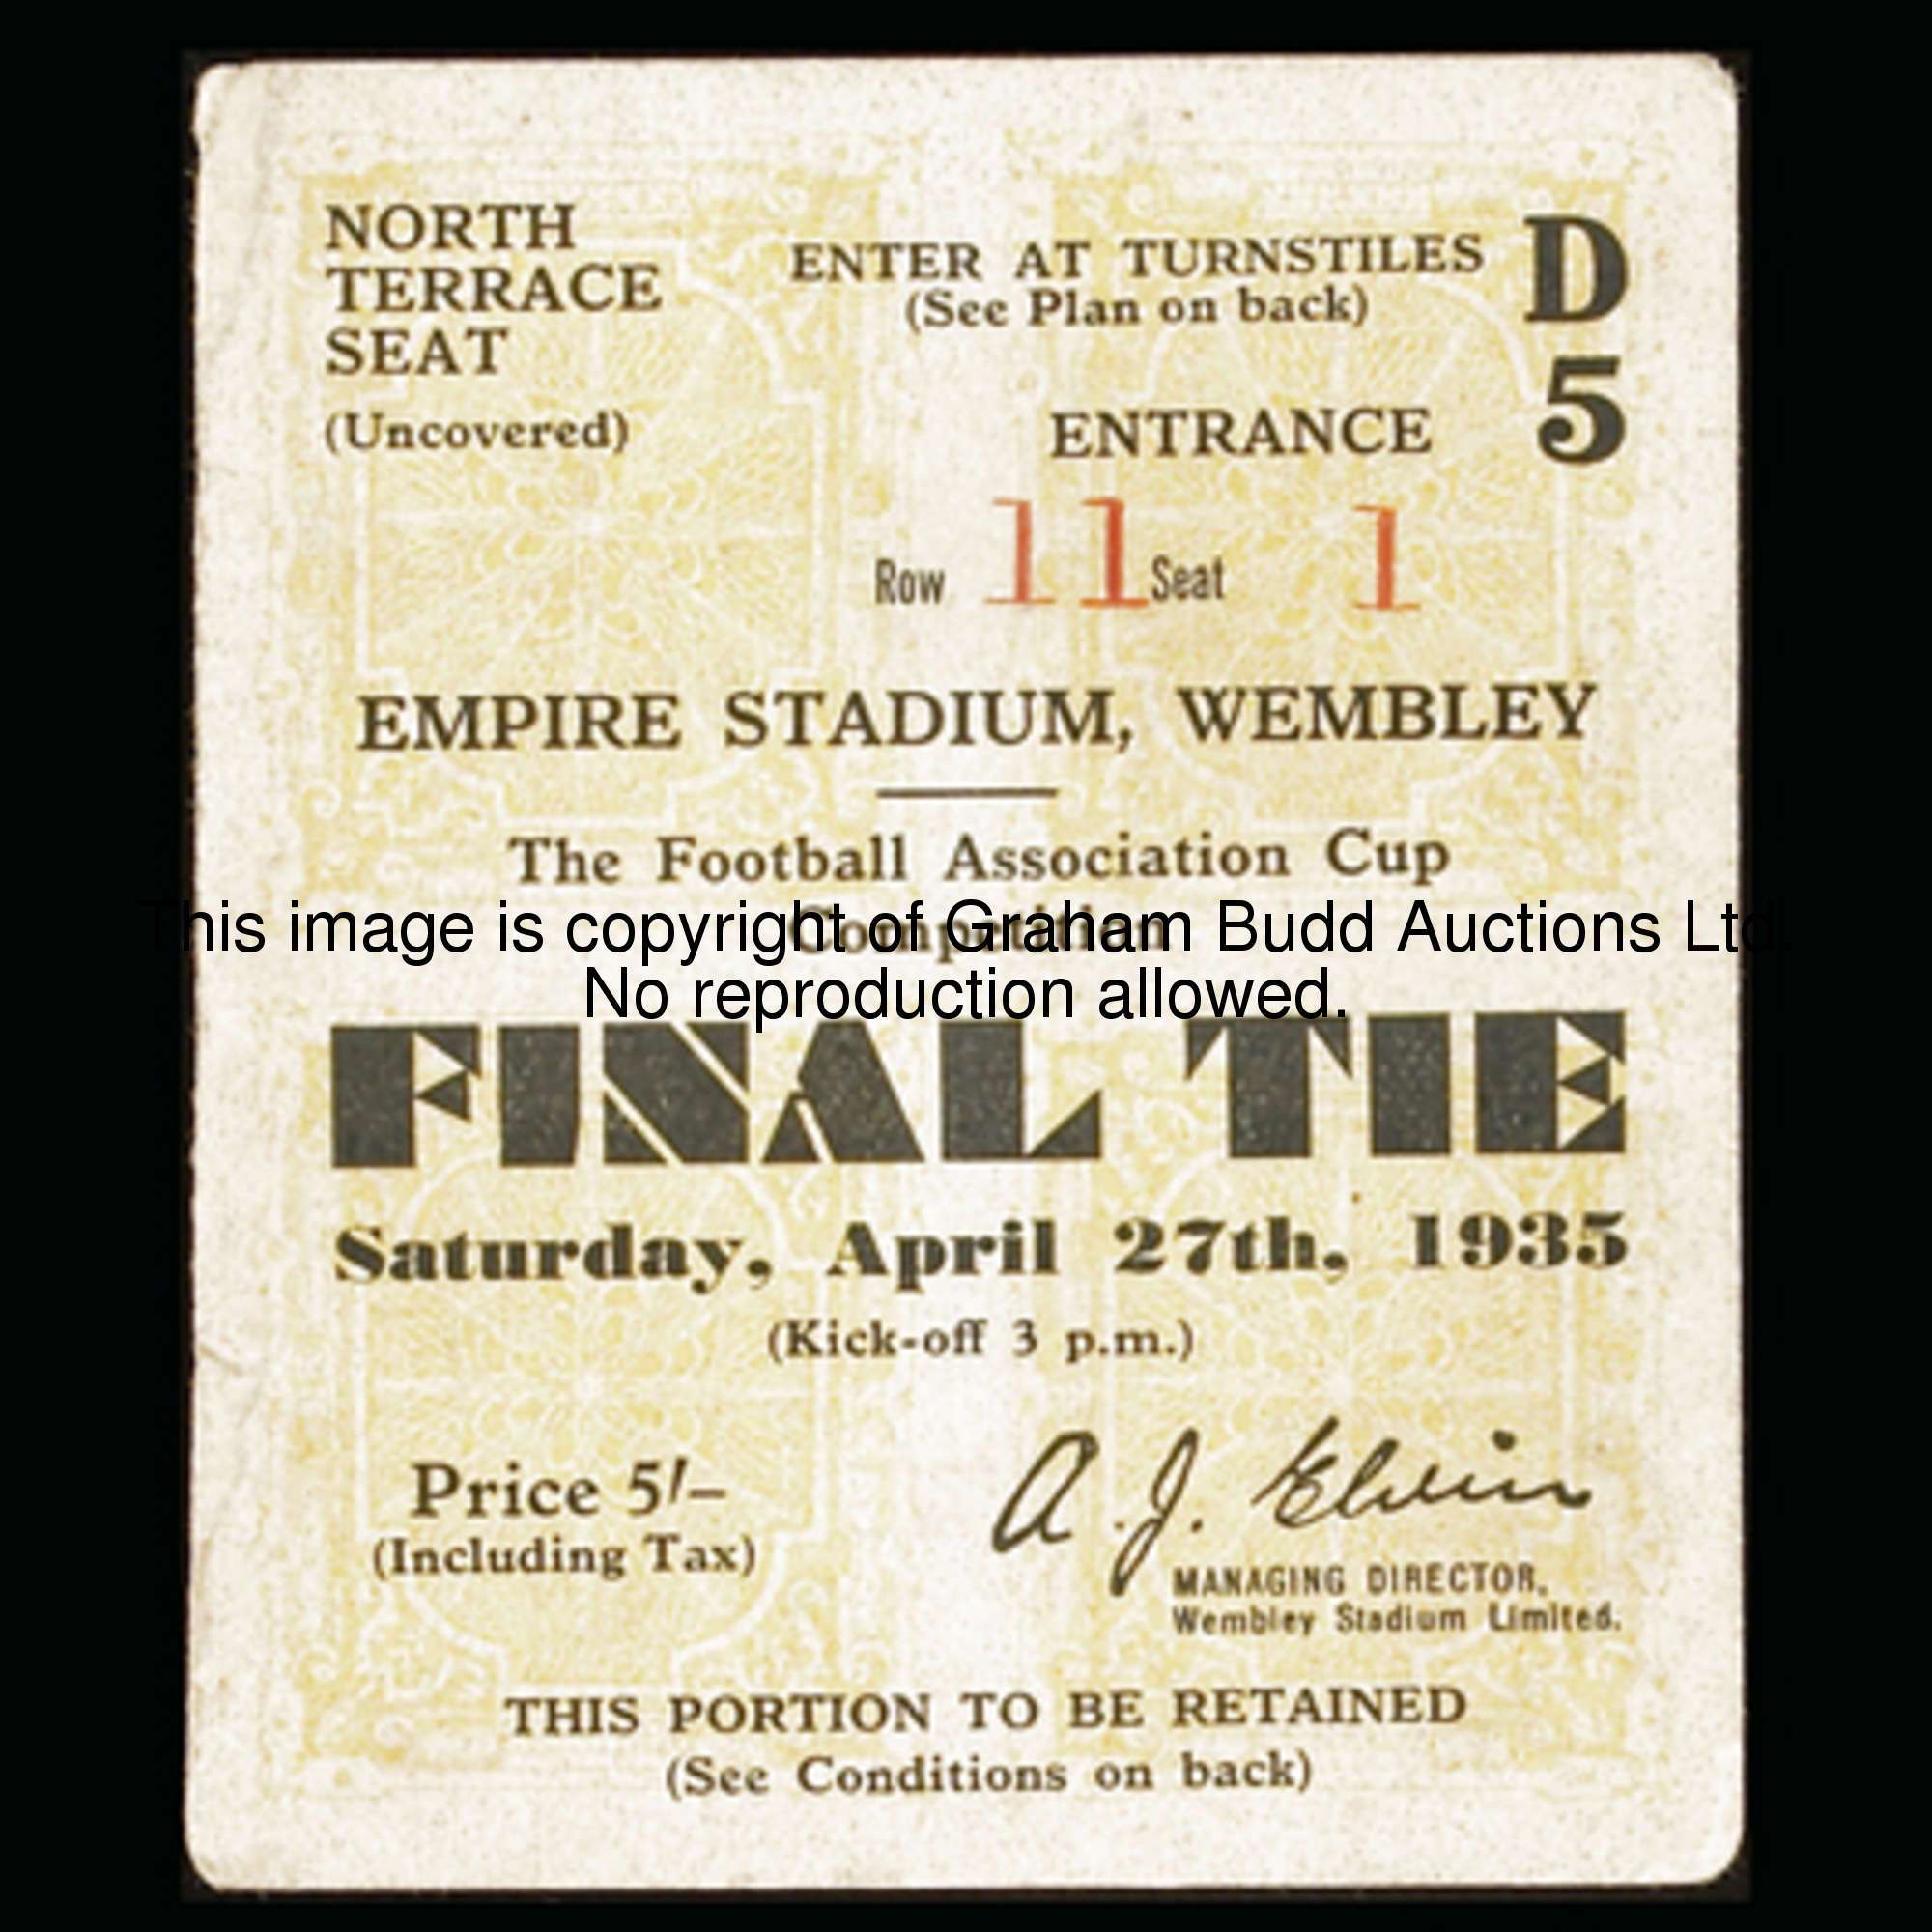 NORTH
TERRACE
SEAT
(Uncovered)
ENTER AT TURNSTILES D
(See Plan on back)
ENTRANCE 5
Row 11 Seat 1
EMPIRE STADIUM, WEMBLEY
The Football Association Cup
Competition
This image is copyright of Graham Budd Auctions Ltd
No reproduction allowed.
FINAL TIE
Saturday, April 27th, 1935
(Kick-off 3 p.m.)
Price 5/–
(Including Tax)
A. J. Elvin
MANAGING DIRECTOR,
Wembley Stadium Limited.
THIS PORTION TO BE RETAINED
(See Conditions on back)